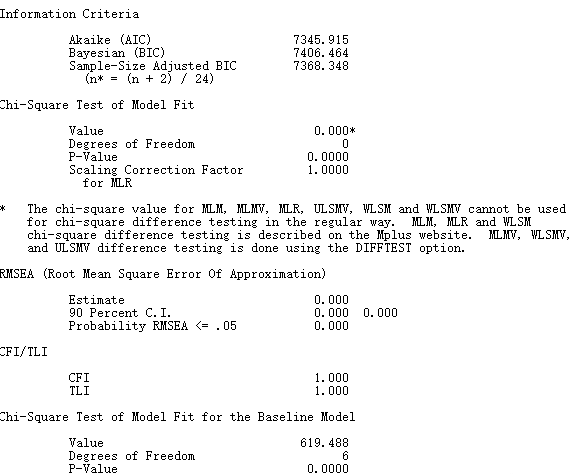 Information Criteria
Akaike (AIC) 7345.915
Bayesian (BIC) 7406.464
Sample-Size Adjusted BIC 7368.348
(n* = (n + 2) / 24)
Chi-Square Test of Model Fit
Value 0.000*
Degrees of Freedom 0
P-Value 0.0000
Scaling Correction Factor 1.0000
for MLR
* The chi-square value for MLM, MLMV, MLR, ULSMV, WLSM and WLSMV cannot be used
for chi-square difference testing in the regular way. MLM, MLR and WLSM
chi-square difference testing is described on the Mplus website. MLMV, WLSMV,
and ULSMV difference testing is done using the DIFFTEST option.
RMSEA (Root Mean Square Error Of Approximation)
Estimate 0.000
90 Percent C.I. 0.000 0.000
Probability RMSEA <= .05 0.000
CFI/TLI
CFI 1.000
TLI 1.000
Chi-Square Test of Model Fit for the Baseline Model
Value 619.488
Degrees of Freedom 6
P-Value 0.0000